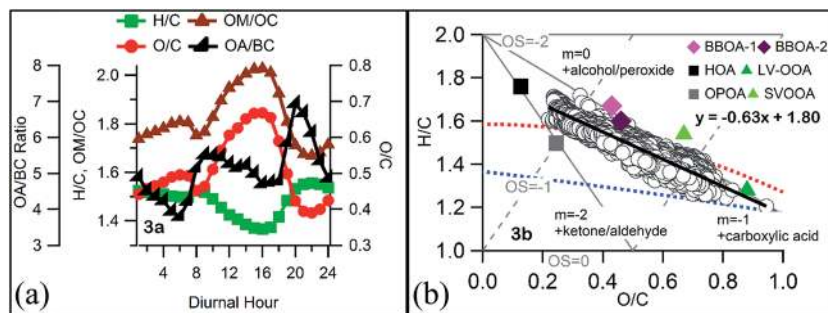 H/C OM/OC
O/C OA/BC
OA/BC Ratio
8
7
6
5
4
3
H/C, OM/OC
2.0
1.8
1.6
1.4
O/C
0.8
0.7
0.6
0.5
0.4
0.3
3a
4 8 12 16 20 24
Diurnal Hour
(a)
H/C
2.0
1.8
1.6
1.4
1.2
1.0
OS=-2
m=0
+alcohol/peroxide
BBOA-1 BBOA-2
HOA LV-OOA
OPOA SVOOA
y = -0.63x + 1.80
OS=-1
m=-2
+ketone/aldehyde
m=-1
+carboxylic acid
3b
OS=0
0.0 0.2 0.4 0.6 0.8 1.0
O/C
(b)